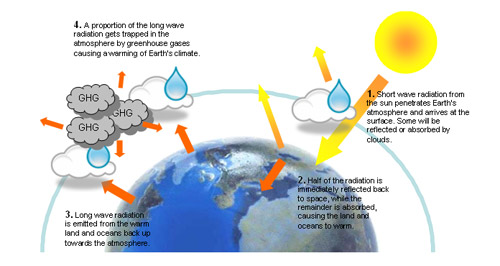 4. A proportion of the long wave
radiation gets trapped in the
atmosphere by greenhouse gases
causing a warming of Earth's climate.
GHG
GHG
GHG
1. Short wave radiation from
the sun penetrates Earth's
atmosphere and arrives at the
surface. Some will be
reflected or absorbed by
clouds.
2. Half of the radiation is
immediately reflected back
to space, while the
remainder is absorbed,
causing the land and
oceans to warm.
3. Long wave radiation
is emitted from the warm
land and oceans back up
towards the atmosphere.